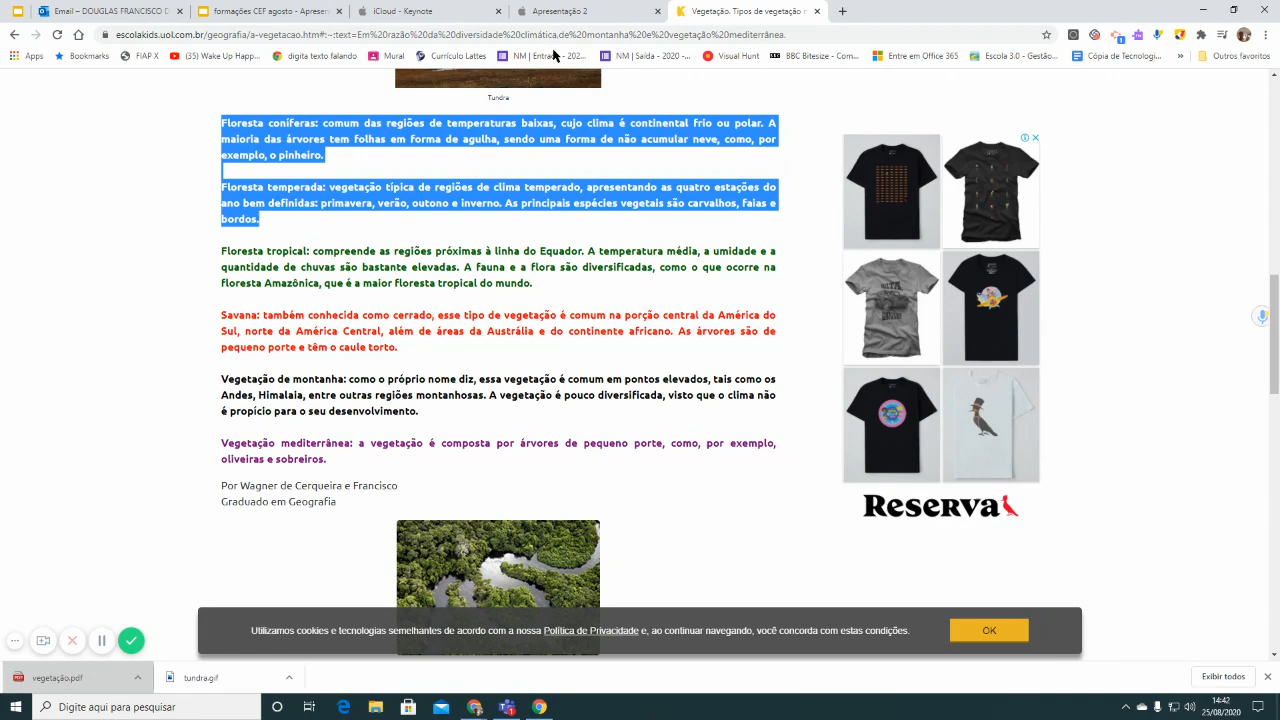 Email – DOUGLAS FRANCISCO D
formações CEF agosto - Apresen
iCloud - Keynote
Apresentação 2
Vegetação. Tipos de vegetação n
escolakids.uol.com.br/geografia/a-vegetacao.htm#:~:text=Em%20razão%20da%20diversidade%20climática,de%20montanha%20e%20vegetação%20mediterrânea.
Apps
Bookmarks
FIAP X
(35) Wake Up Happ...
digite texto falando
Mural
Currículo Lattes
NM | Entrada - 202...
NM | Saída - 2020 -...
Visual Hunt
BBC Bitesize - Com...
Entre em Office 365
Escola 3.0 - Gestão...
Cópia de Tecnologi...
Outros favoritos
Tundra
Floresta coníferas: comum das regiões de temperaturas baixas, cujo clima é continental frio ou polar. A
maioria das árvores tem folhas em forma de agulha, sendo uma forma de não acumular neve, como, por
exemplo, o pinheiro.
Floresta temperada: vegetação típica de regiões de clima temperado, apresentando as quatro estações do
ano bem definidas: primavera, verão, outono e inverno. As principais espécies vegetais são carvalhos, faias e
bordos.
Floresta tropical: compreende as regiões próximas à linha do Equador. A temperatura média, a umidade e a
quantidade de chuvas são bastante elevadas. A fauna e a flora são diversificadas, como o que ocorre na
floresta Amazônica, que é a maior floresta tropical do mundo.
Savana: também conhecida como cerrado, esse tipo de vegetação é comum na porção central da América do
Sul, norte da América Central, além de áreas da Austrália e do continente africano. As árvores são de
pequeno porte e têm o caule torto.
Vegetação de montanha: como o próprio nome diz, essa vegetação é comum em pontos elevados, tais como os
Andes, Himalaia, entre outras regiões montanhosas. A vegetação é pouco diversificada, visto que o clima não
é propício para o seu desenvolvimento.
Vegetação mediterrânea: a vegetação é composta por árvores de pequeno porte, como, por exemplo,
oliveiras e sobreiros.
Por Wagner de Cerqueira e Francisco
Graduado em Geografia
Reserva
Utilizamos cookies e tecnologias semelhantes de acordo com a nossa Política de Privacidade e, ao continuar navegando, você concorda com estas condições.
OK
vegetação.pdf
tundra.gif
Exibir todos
Digite aqui para pesquisar
14:42
25/08/2020